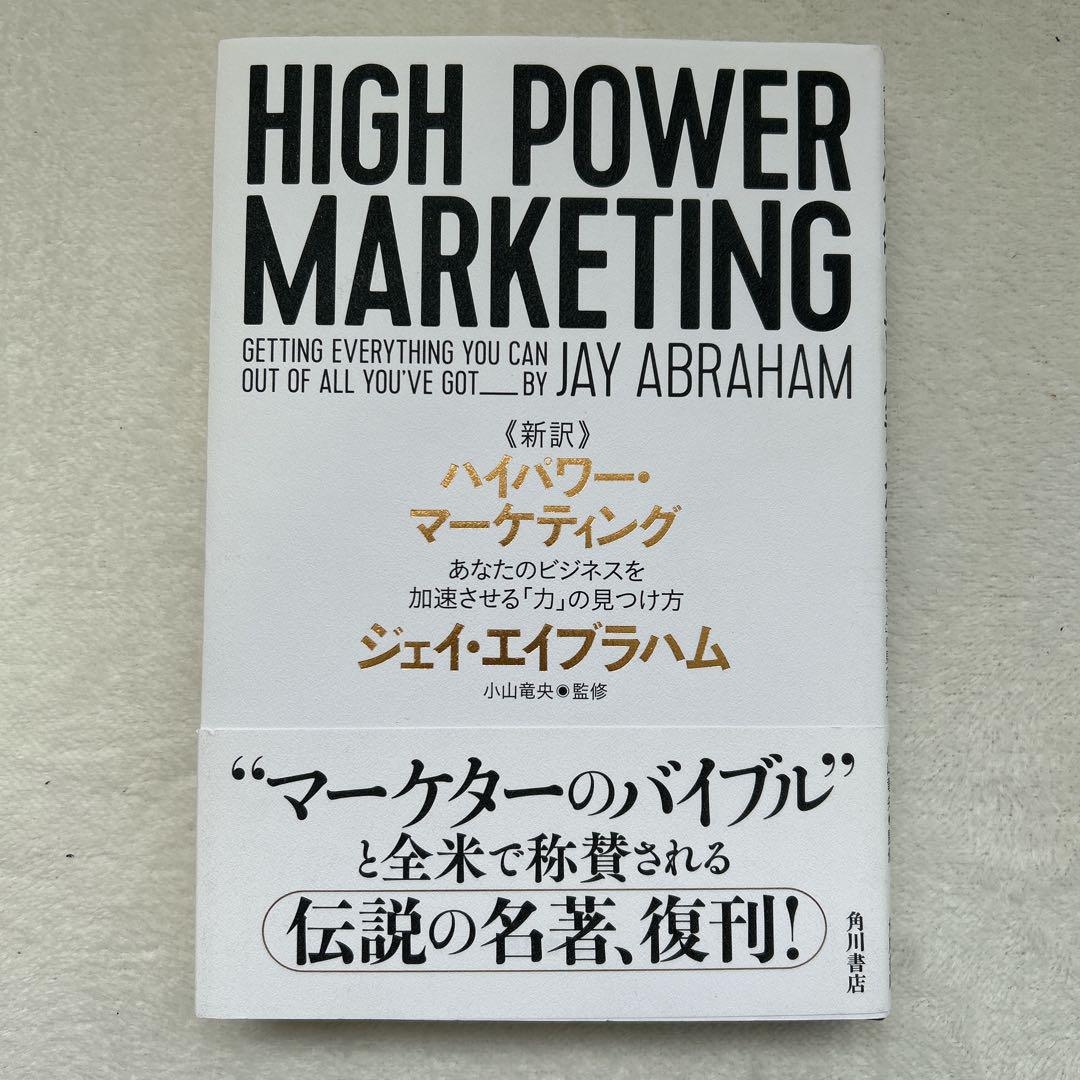 HIGH POWER
MARKETING
GETTING EVERYTHING YOU CAN
OUT OF ALL YOU'VE GOT___BY JAY ABRAHAM
《新訳》
ハイパワー・
マーケティング
あなたのビジネスを
加速させる「力」の見つけ方
ジェイ・エイブラハム
小山竜央◉監修
“マーケターのバイブル”
と全米で称賛される
伝説の名著、復刊!
角川書店